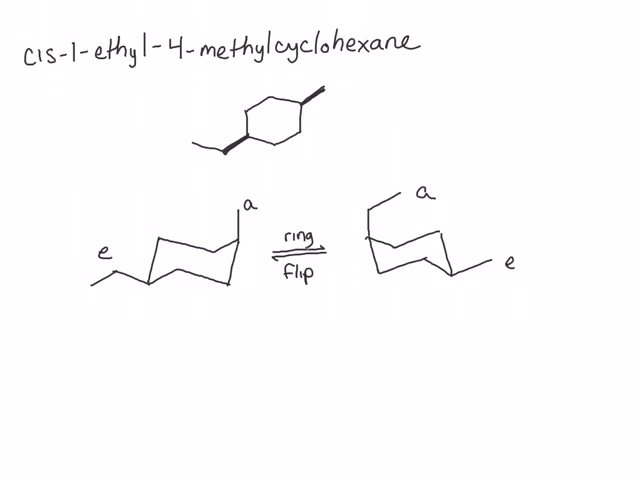 cis-1-ethyl-4-methylcyclohexane
a
e
ring
flip
a
e